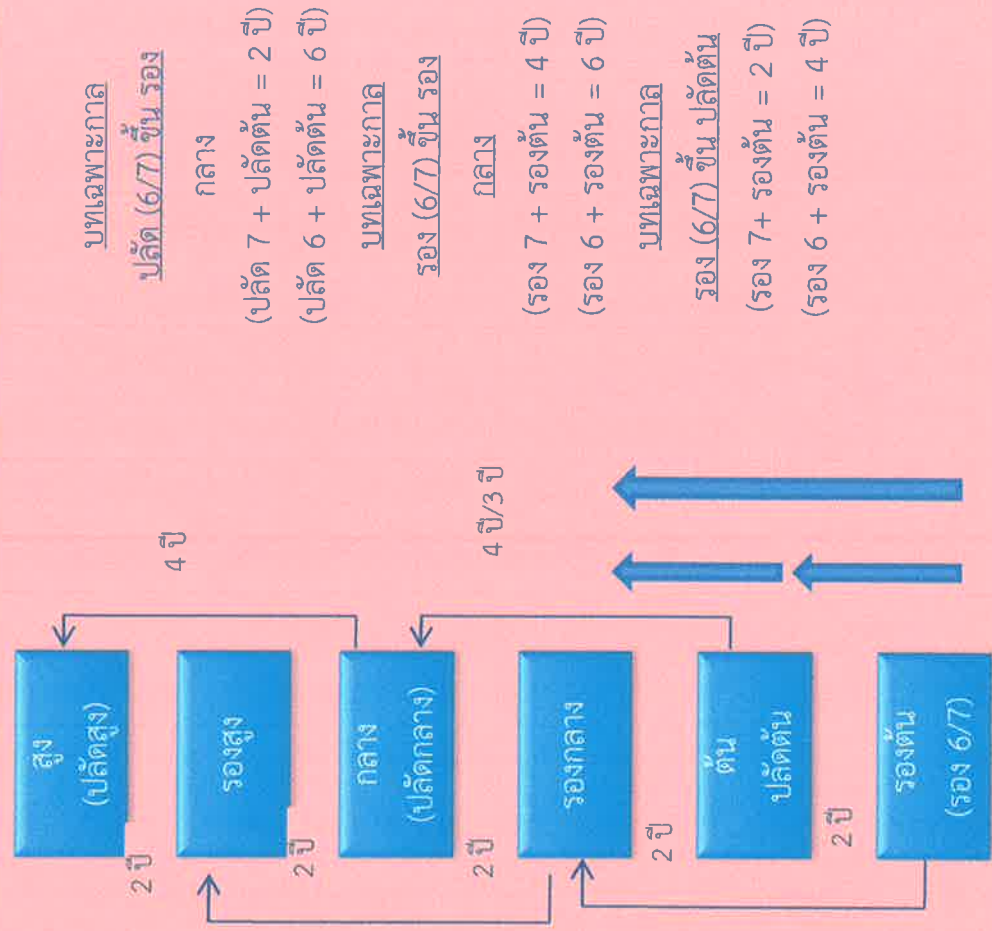 สูง
(ปลัดสูง)
2 ปี
รองสูง
2 ปี
กลาง
(ปลัดกลาง)
2 ปี
รองกลาง
2 ปี
ต้น
ปลัดต้น
2 ปี
รองต้น
(รอง 6/7)
4 ปี
4 ปี/3 ปี
บทเฉพาะกาล
ปลัด (6/7) ขึ้น รอง
กลาง
(ปลัด 7 + ปลัดต้น = 2 ปี)
(ปลัด 6 + ปลัดต้น = 6 ปี)
บทเฉพาะกาล
รอง (6/7) ขึ้น รอง
กลาง
(รอง 7 + รองต้น = 4 ปี)
(รอง 6 + รองต้น = 6 ปี)
บทเฉพาะกาล
รอง (6/7) ขึ้น ปลัดต้น
(รอง 7+ รองต้น = 2 ปี)
(รอง 6 + รองต้น = 4 ปี)